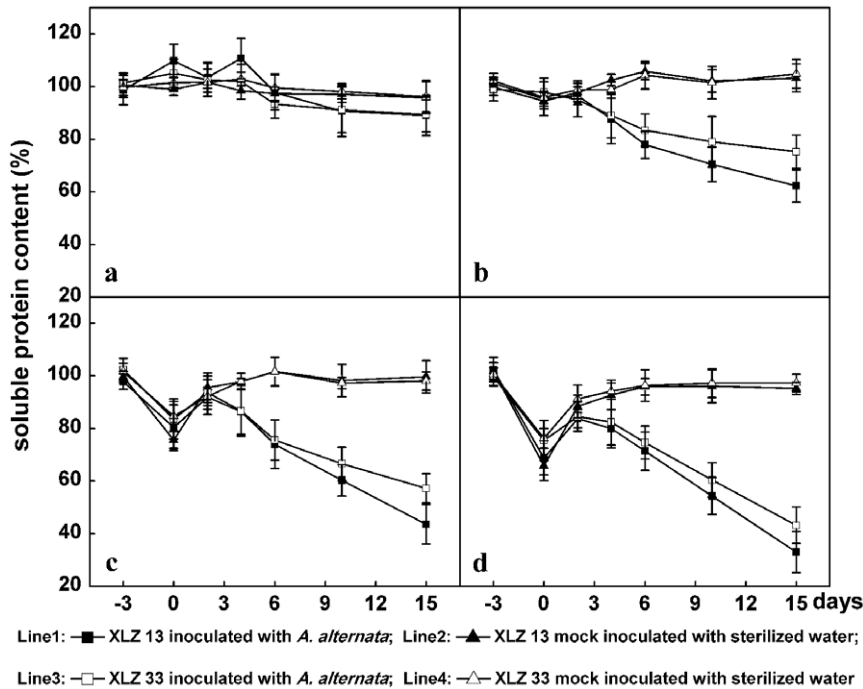 soluble protein content (%)
120
100
80
60
40
20
a
b
120
100
80
60
40
20
c
d
-3 0 3 6 9 12 15 -3 0 3 6 9 12 15 days
Line1: XLZ 13 inoculated with A. alternata; Line2: XLZ 13 mock inoculated with sterilized water;
Line3: XLZ 33 inoculated with A. alternata; Line4: XLZ 33 mock inoculated with sterilized water